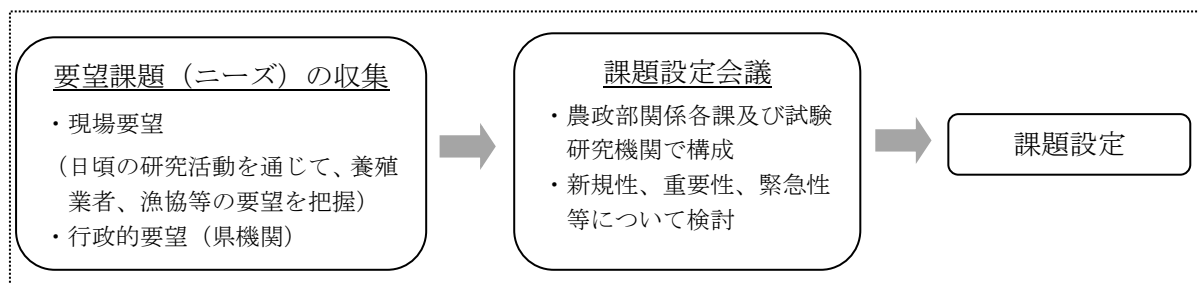 要望課題（ニーズ）の収集
・現場要望
（日頃の研究活動を通じて、養殖
業者、漁協等の要望を把握）
・行政的要望（県機関）
課題設定会議
・農政部関係各課及び試験
研究機関で構成
・新規性、重要性、緊急性
等について検討
課題設定